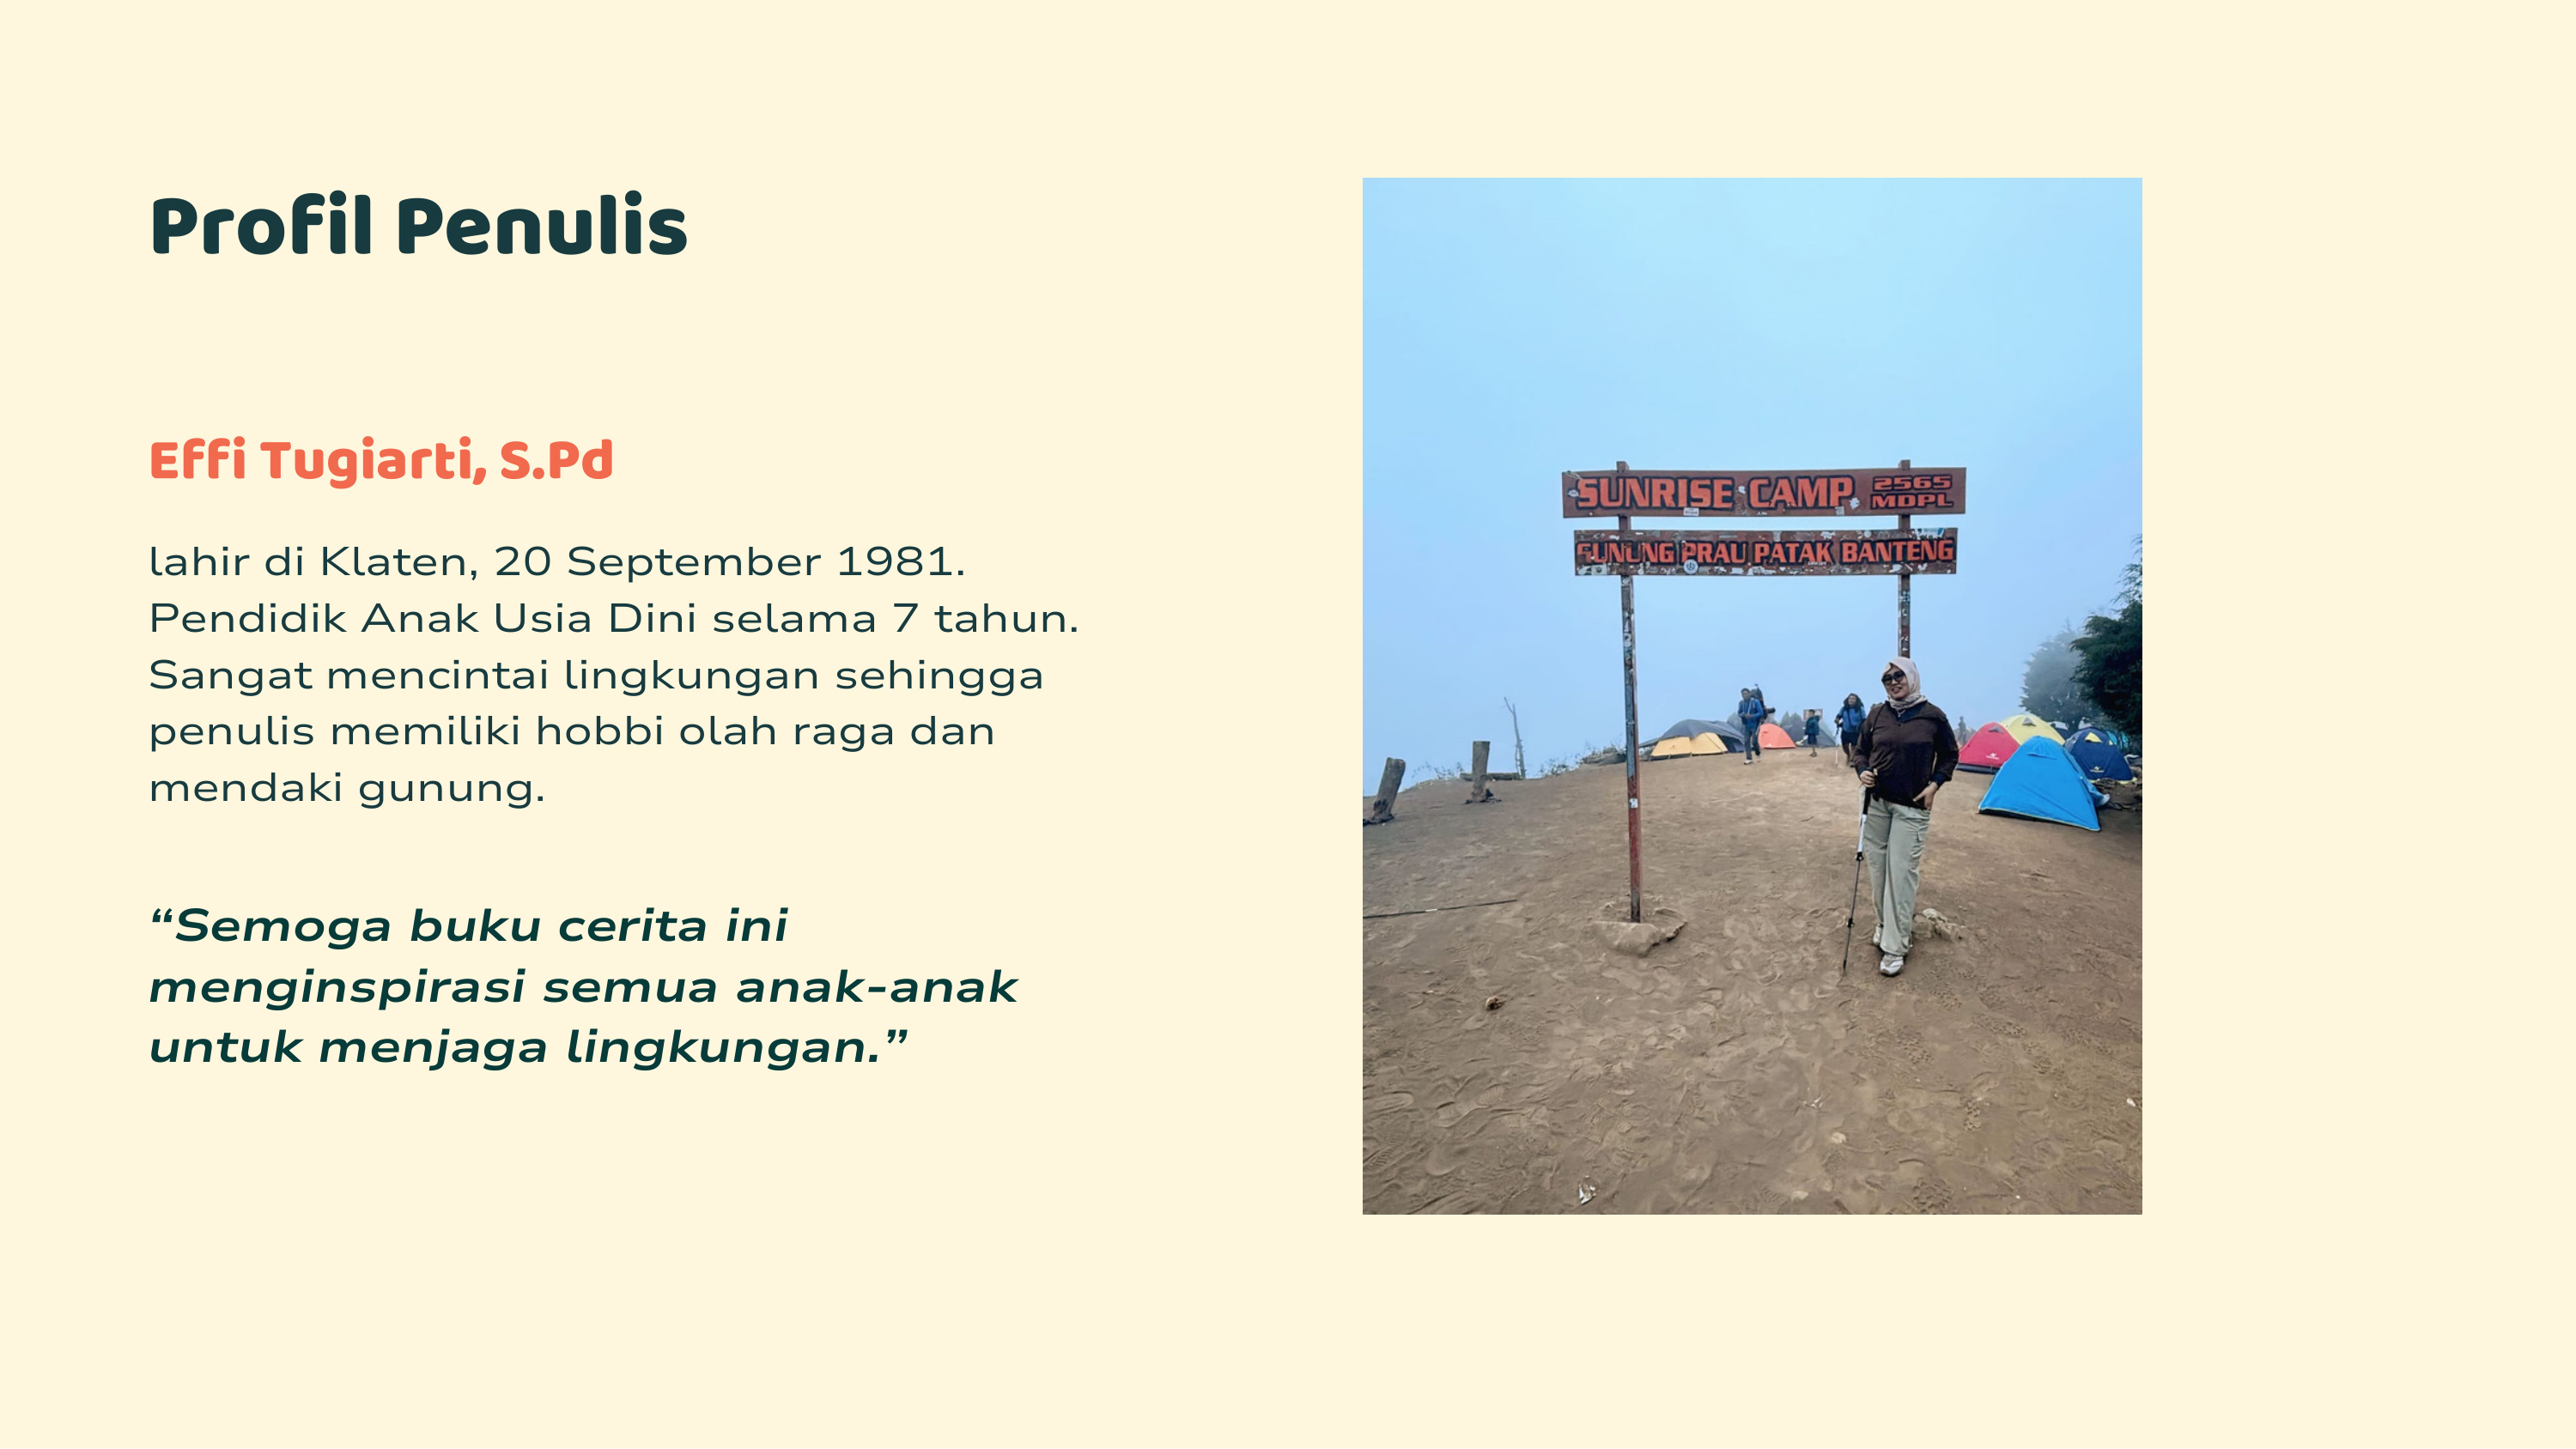 Profil Penulis
Effi Tugiarti, S.Pd
lahir di Klaten, 20 September 1981.
Pendidik Anak Usia Dini selama 7 tahun.
Sangat mencintai lingkungan sehingga
penulis memiliki hobbi olah raga dan
mendaki gunung.
“Semoga buku cerita ini
menginspirasi semua anak-anak
untuk menjaga lingkungan.”
SUNRISE CAMP 2565 MDPL
GUNUNG PRAU PATAK BANTENG